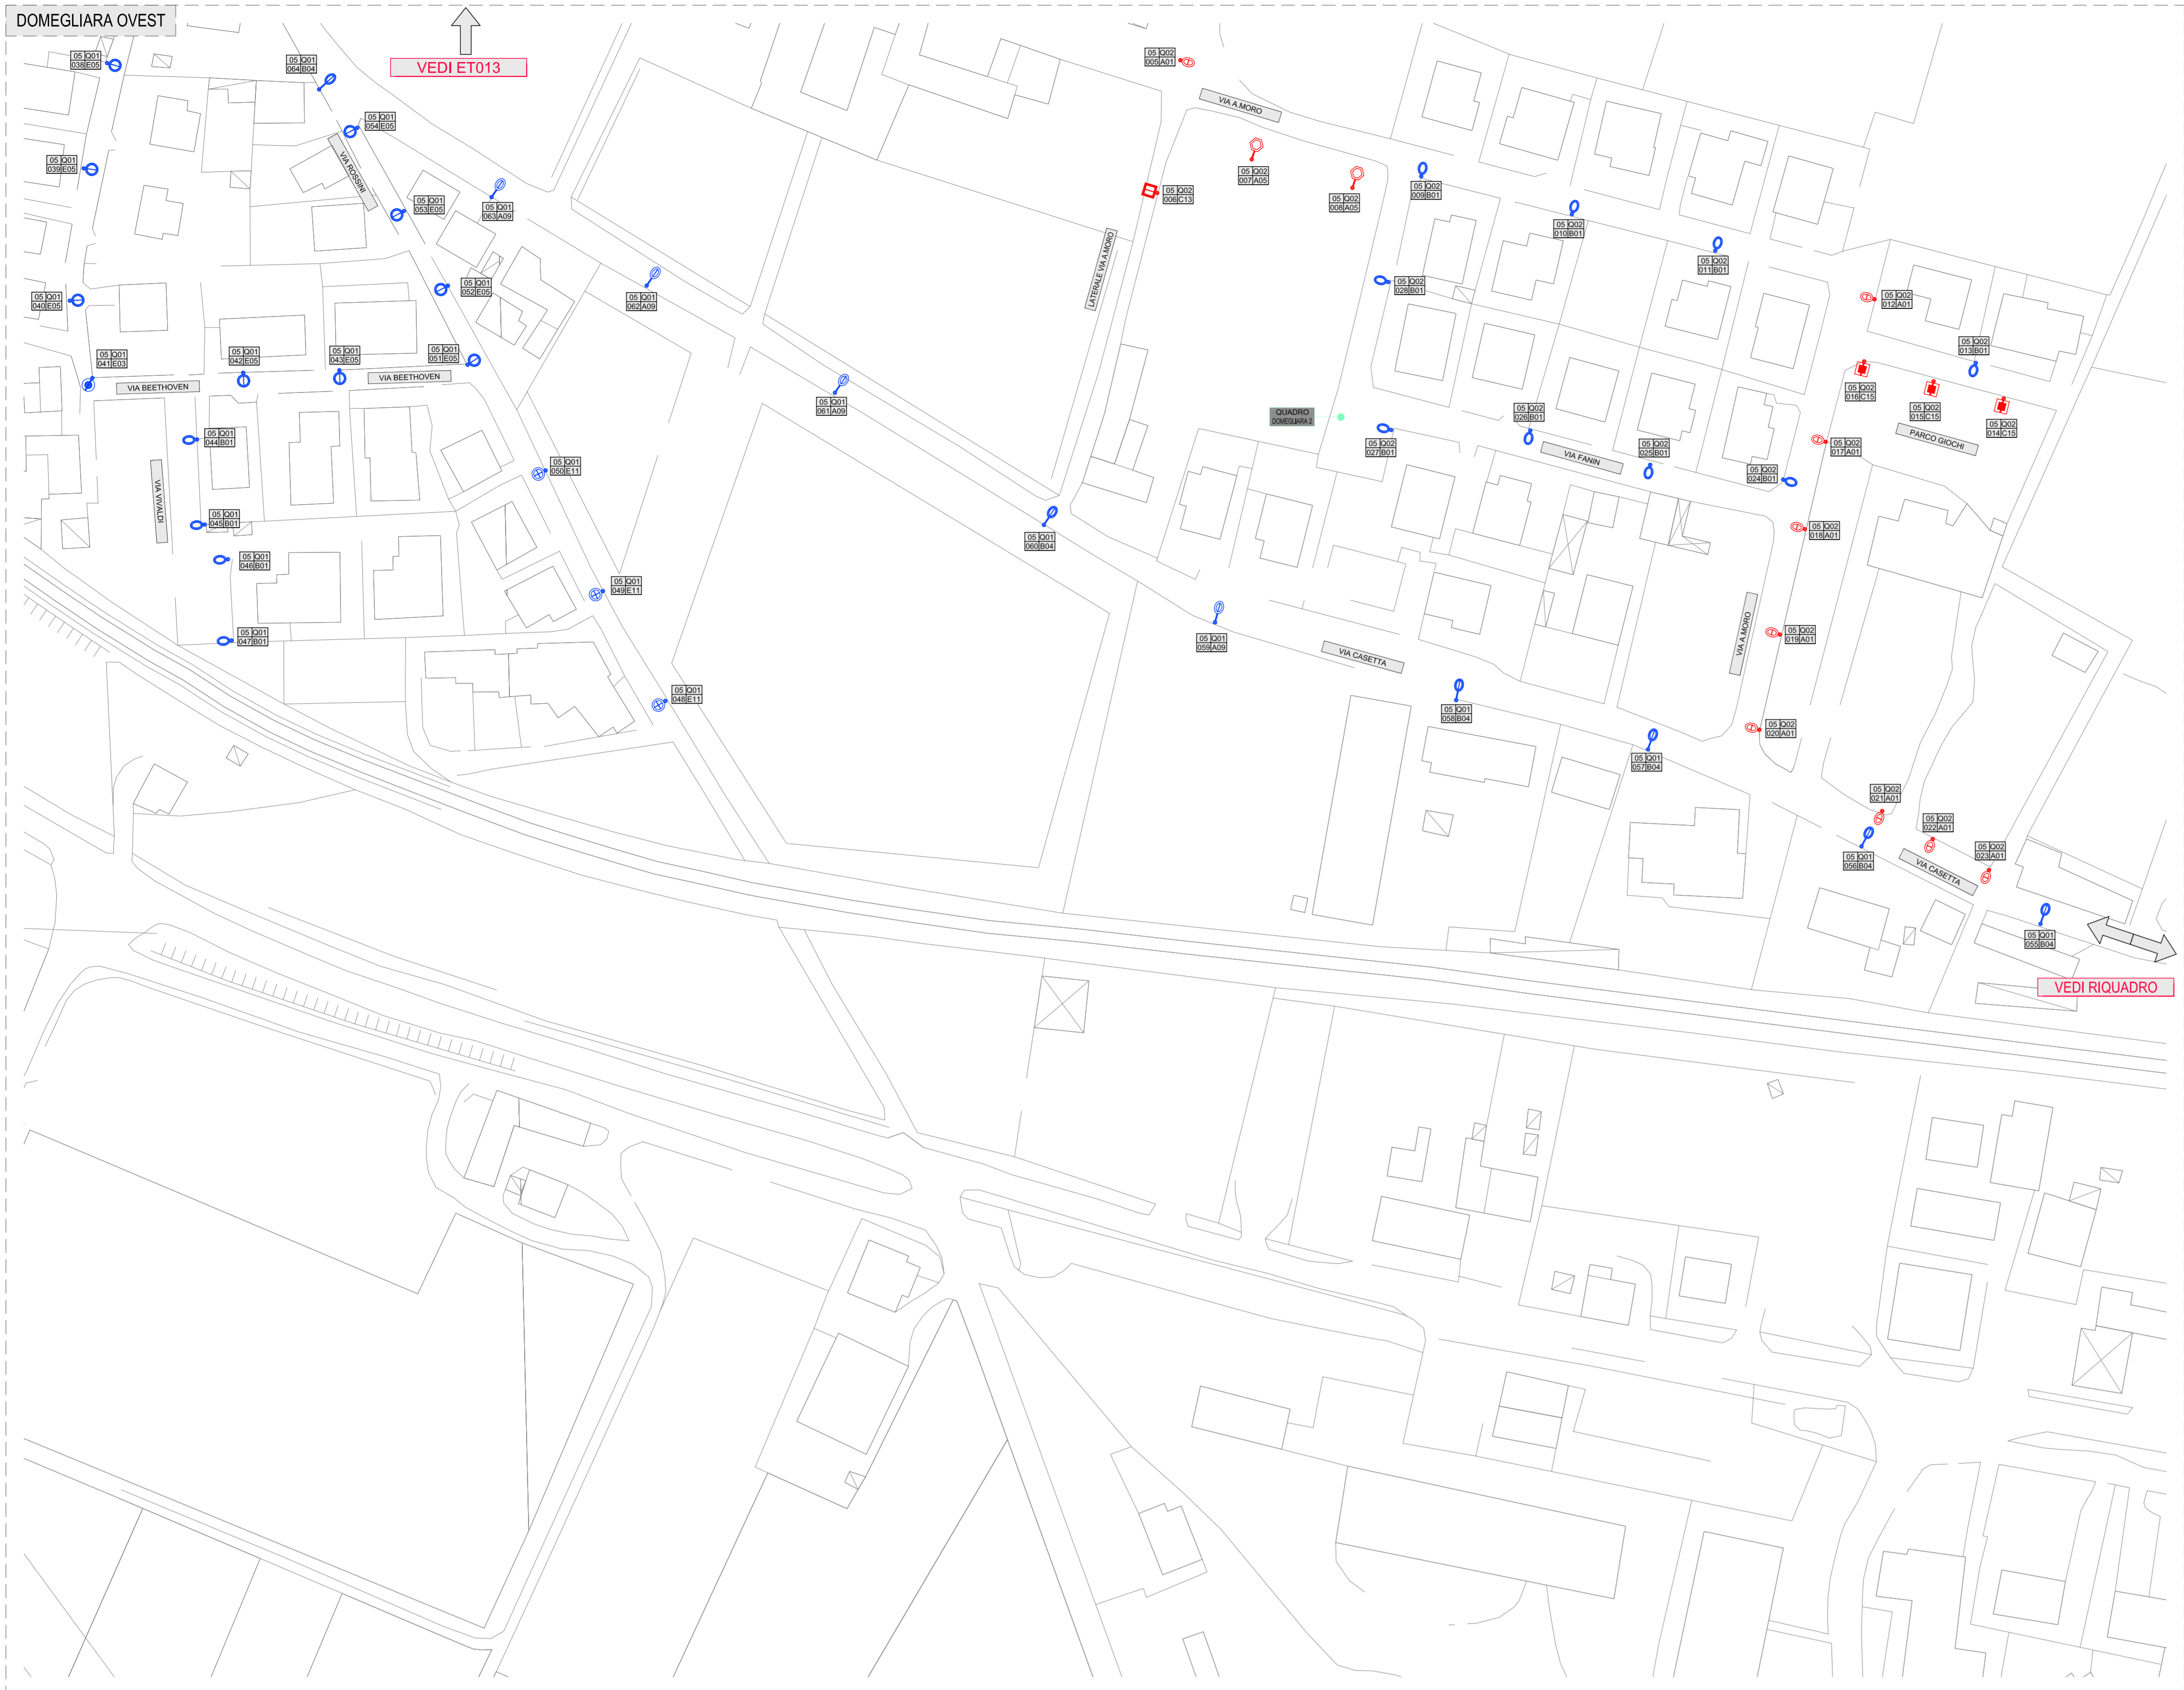 DOMEGLIARA OVEST
VEDI ET013
05 Q01
038 E05
05 Q01
064 B04
05 Q01
054 E05
VIA ROSSINI
05 Q01
039 E05
05 Q01
053 E05
05 Q01
063 A09
05 Q01
040 E05
05 Q01
052 E05
05 Q01
062 A09
05 Q01
041 E03
VIA BEETHOVEN
05 Q01
042 E05
05 Q01
043 E05
VIA BEETHOVEN
05 Q01
051 E05
05 Q01
061 A09
05 Q01
044 B01
VIA VIVALDI
05 Q01
050 E11
05 Q01
045 B01
05 Q01
046 B01
05 Q01
049 E11
05 Q01
047 B01
05 Q01
048 E11
05 Q02
005 A01
VIA A.MORO
05 Q02
007 A05
05 Q02
006 C13
05 Q02
008 A05
LATERALE VIA A.MORO
05 Q02
009 B01
05 Q02
010 B01
05 Q02
011 B01
05 Q02
028 B01
05 Q02
012 A01
05 Q02
013 B01
05 Q02
016 C15
05 Q02
015 C15
05 Q02
014 C15
PARCO GIOCHI
QUADRO
DOMEGLIARA 2
05 Q02
027 B01
05 Q02
026 B01
VIA FANIN
05 Q02
025 B01
05 Q02
024 B01
05 Q02
017 A01
05 Q02
018 A01
05 Q01
060 B04
05 Q01
059 A09
VIA CASETTA
VIA A.MORO
05 Q02
019 A01
05 Q01
058 B04
05 Q01
057 B04
05 Q02
020 A01
05 Q02
021 A01
05 Q02
022 A01
05 Q01
056 B04
VIA CASETTA
05 Q02
023 A01
05 Q01
055 B04
VEDI RIQUADRO